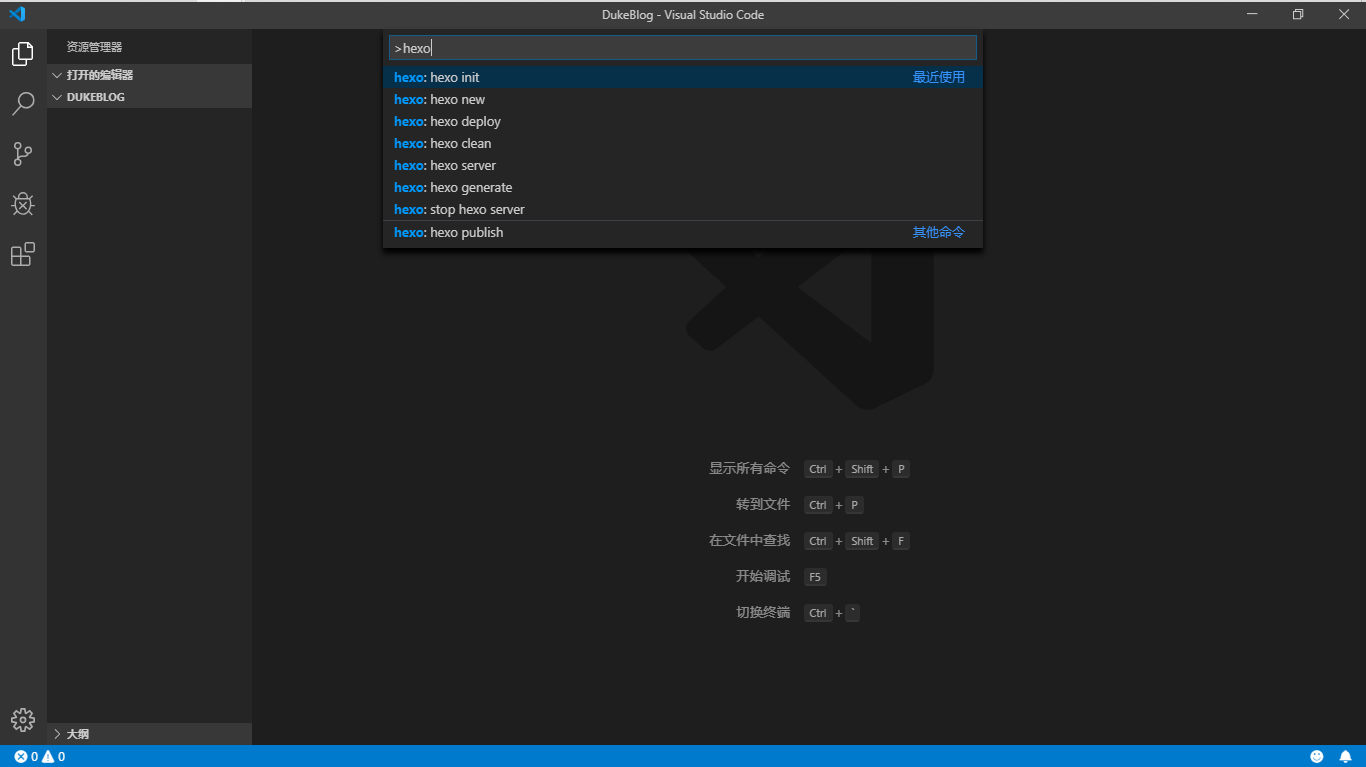 DukeBlog - Visual Studio Code
资源管理器
打开的编辑器
DUKEBLOG
>hexo
hexo: hexo init 最近使用
hexo: hexo new
hexo: hexo deploy
hexo: hexo clean
hexo: hexo server
hexo: hexo generate
hexo: stop hexo server
hexo: hexo publish 其他命令
显示所有命令 Ctrl + Shift + P
转到文件 Ctrl + P
在文件中查找 Ctrl + Shift + F
开始调试 F5
切换终端 Ctrl + `
大纲
0 0